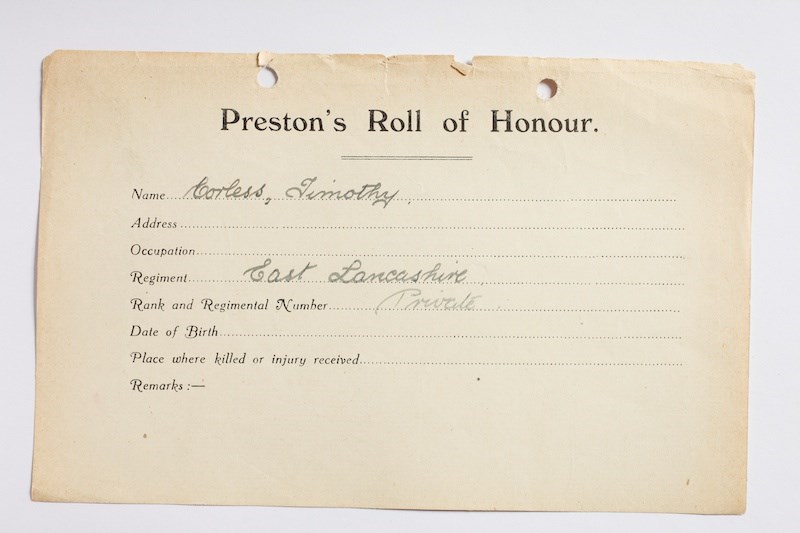 Preston's Roll of Honour.
Name Corless, Timothy.
Address
Occupation
Regiment East Lancashire
Rank and Regimental Number Private
Date of Birth
Place where killed or injury received
Remarks :—